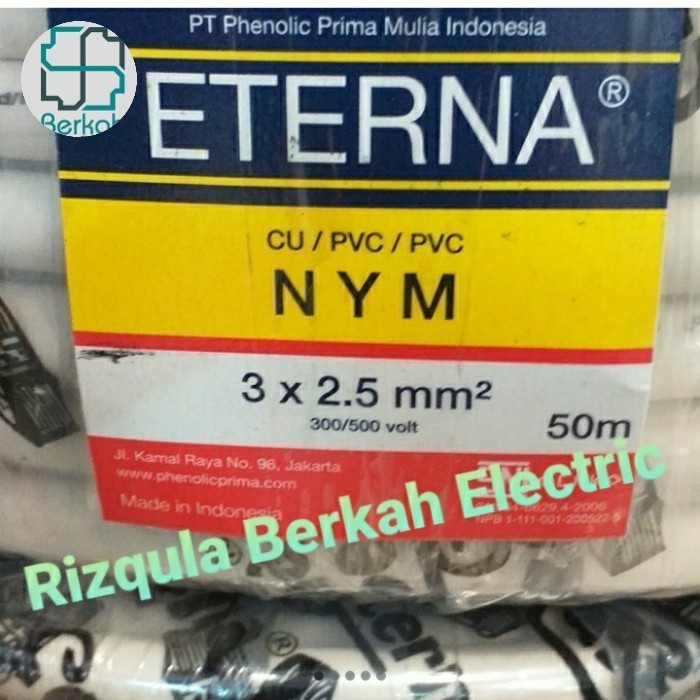 PT Phenolic Prima Mulia Indonesia
Berkah
ETERNA®
CU / PVC / PVC
NYM
3 x 2.5 mm²
300/500 volt
50m
Jl. Kamal Raya No. 96, Jakarta
www.phenolicprima.com
Made in Indonesia
Rizqula Berkah Electric